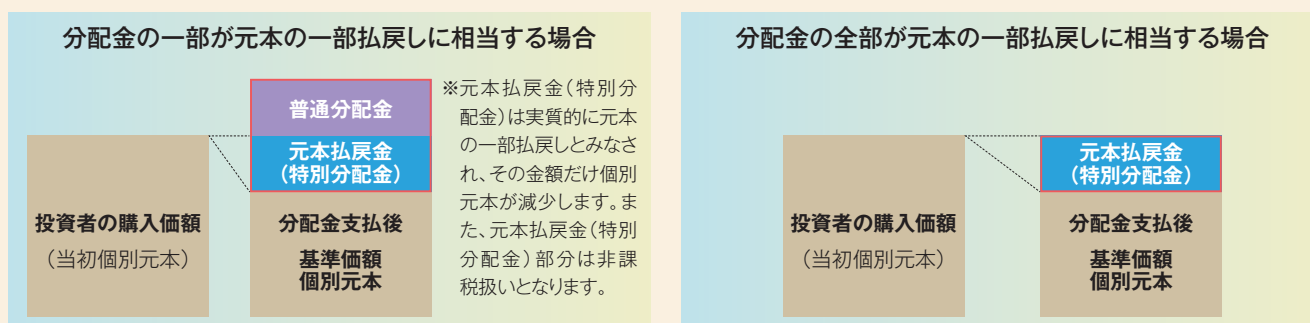 分配金の一部が元本の一部払戻しに相当する場合
普通分配金
元本払戻金
(特別分配金)
投資者の購入価額
(当初個別元本)
分配金支払後
基準価額
個別元本
※元本払戻金(特別分
配金)は実質的に元本
の一部払戻しとみなさ
れ、その金額だけ個別
元本が減少します。ま
た、元本払戻金(特別
分配金)部分は非課
税扱いとなります。
分配金の全部が元本の一部払戻しに相当する場合
元本払戻金
(特別分配金)
投資者の購入価額
(当初個別元本)
分配金支払後
基準価額
個別元本